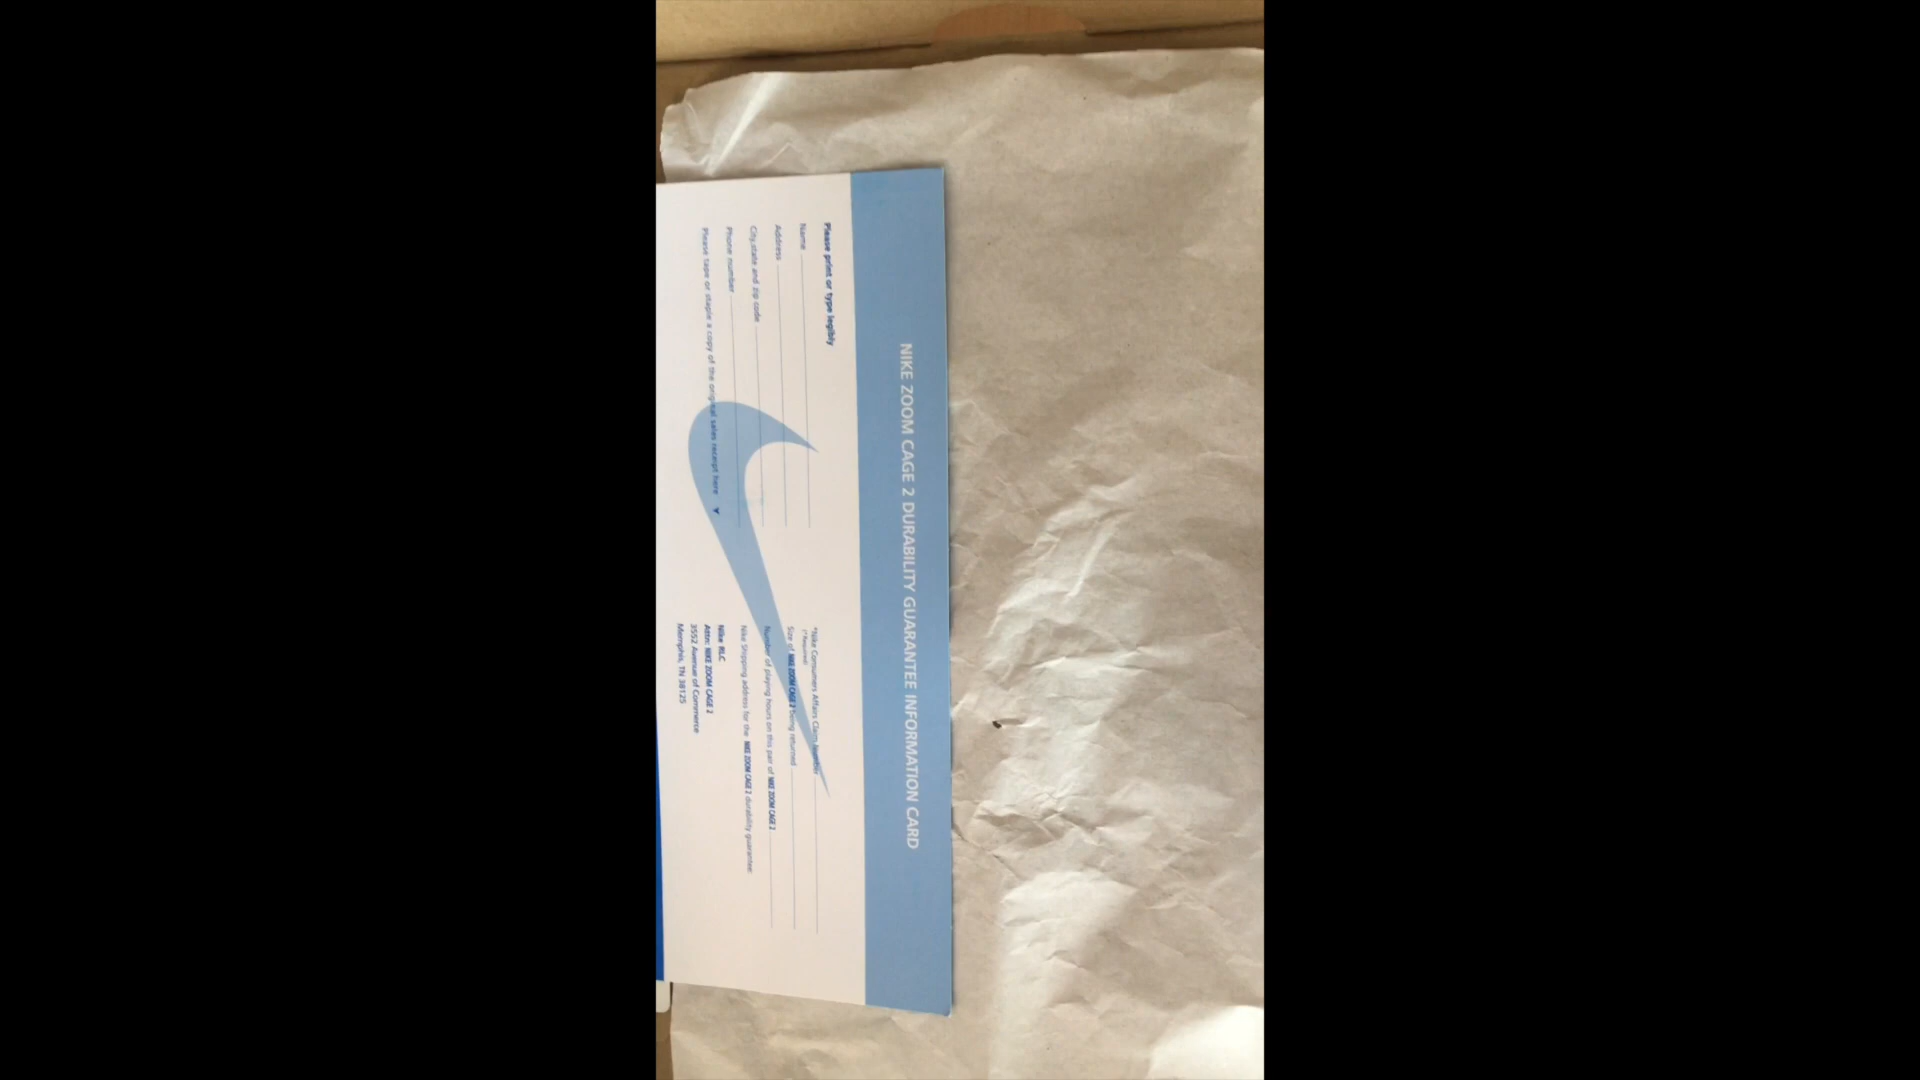 NIKE ZOOM CAGE 2 DURABILITY GUARANTEE INFORMATION CARD
Please print or type legibly
Name
Address
City,state and zip code
Phone number
Please tape or staple a copy of the original sales receipt here
*Nike Consumers Affairs Claim Number
(*Required)
Size of NIKE ZOOM CAGE 2 being returned
Number of playing hours on this pair of NIKE ZOOM CAGE 2
Nike Shipping address for the NIKE ZOOM CAGE 2 durability guarantee:
Nike RLC
Attn: NIKE ZOOM CAGE 2
3552 Avenue of Commerse
Memphis, TN 38125